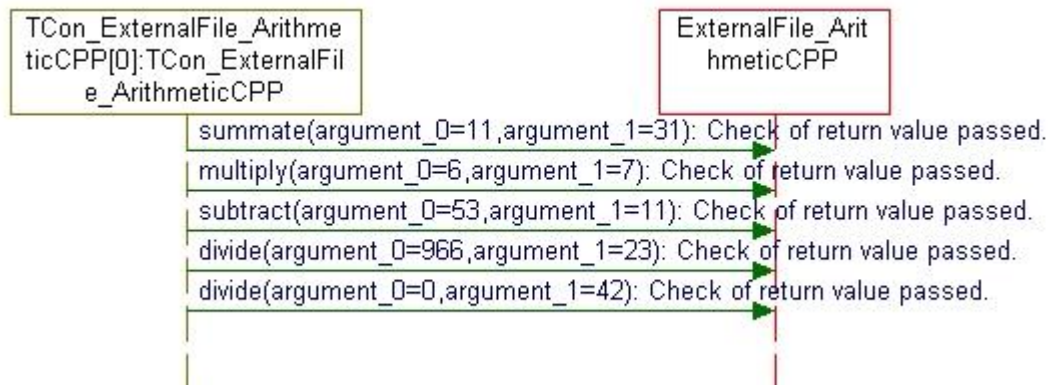 TCon_ExternalFile_Arithme
ticCPP[0]:TCon_ExternalFil
e_ArithmeticCPP
ExternalFile_Arit
hmeticCPP
summate(argument_0=11,argument_1=31): Check of return value passed.
multiply(argument_0=6,argument_1=7): Check of return value passed.
subtract(argument_0=53,argument_1=11): Check of return value passed.
divide(argument_0=966,argument_1=23): Check of return value passed.
divide(argument_0=0,argument_1=42): Check of return value passed.